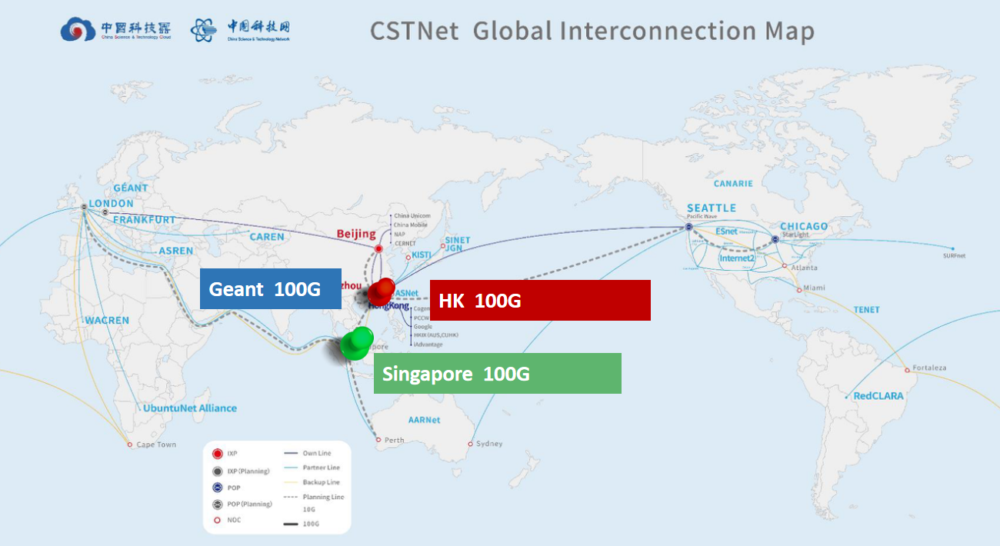 中国科技云
China Science & Technology Cloud
中国科技网
China Science & Technology Network
CSTNet Global Interconnection Map
GÉANT
LONDON
FRANKFURT
CAREN
ASREN
WACREN
UbuntuNet Alliance
Cape Town
Beijing
China Unicom
China Mobile
NAP
CERNET
SINET
JGN
KISTI
Geant 100G
zhou
ASNet
HongKong
HK 100G
Cogen
PCCW
Google
HKIX(AUS,CUHK)
iAdvantage
pore
Singapore 100G
AARNet
Perth
Sydney
CANARIE
SEATTLE
Pacific Wave
ESnet
CHICAGO
StarLight
Internet2
Atlanta
Miami
SURFnet
TENET
Fortaleza
RedCLARA
IXP
IXP(Planning)
POP
POP(Planning)
NOC
Own Line
Partner Line
Backup Line
Planning Line
10G
100G